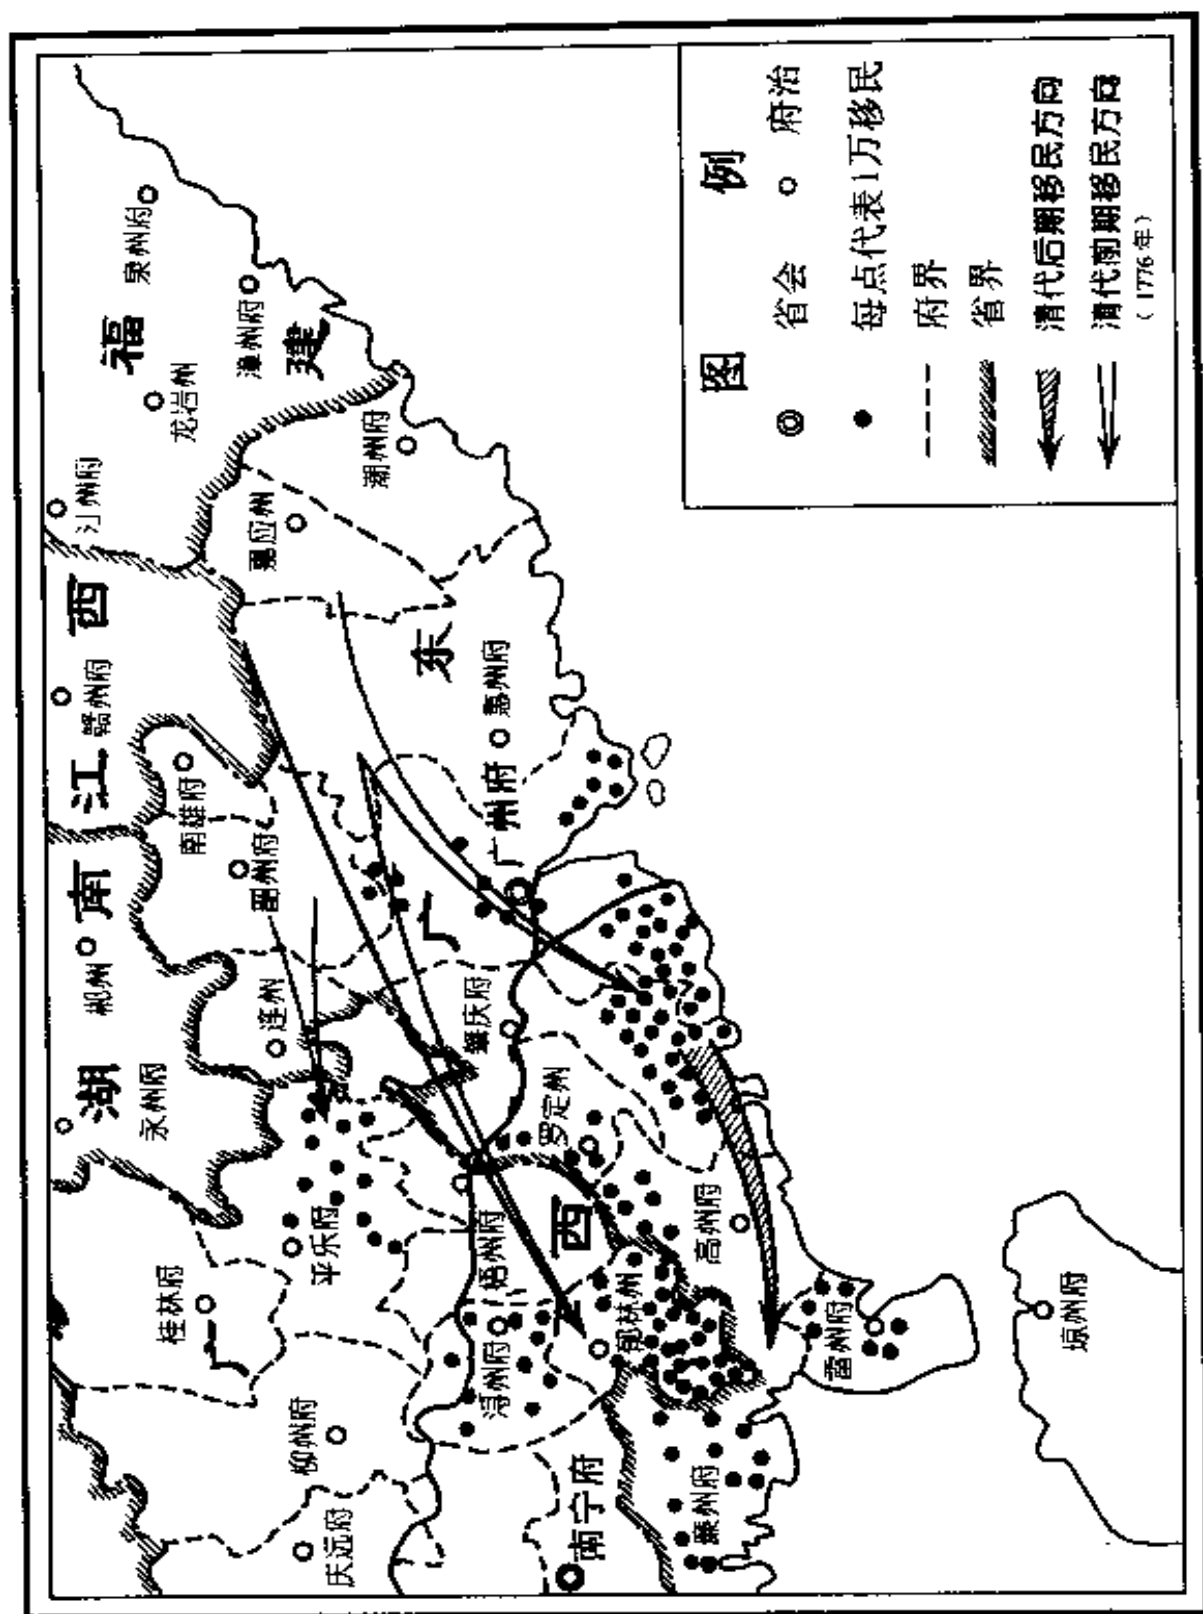 福
建
泉州府
漳州府
龙岩州
汀州府
江
西
赣州府
湖
南
郴州
永州府
广
东
南雄府
韶州府
连州
嘉应州
潮州府
惠州府
广州府
肇庆府
罗定州
高州府
雷州府
廉州府
琼州府
广
西
桂林府
平乐府
梧州府
浔州府
郁林州
柳州府
庆远府
南宁府
图例
省会
府治
每点代表1万移民
府界
省界
清代后期移民方向
清代前期移民方向
(1776年)